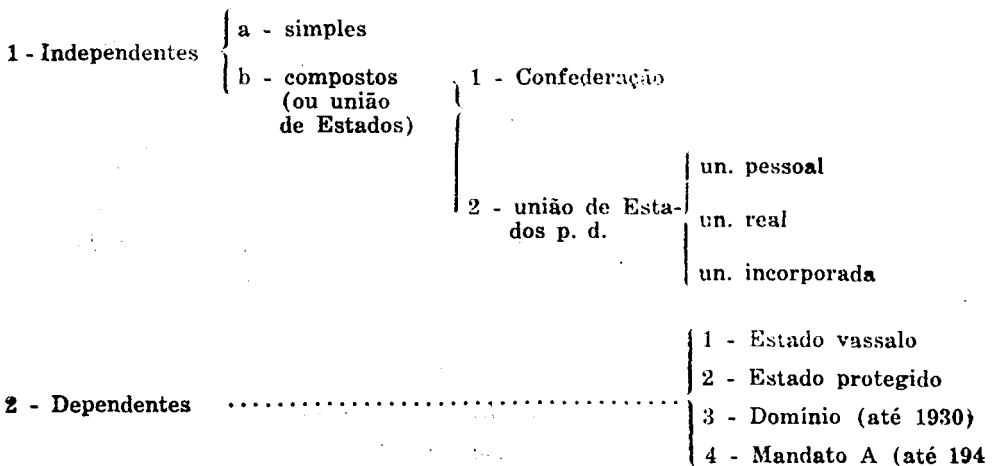 1 - Independentes
a - simples
b - compostos
(ou união
de Estados)
1 - Confederação
2 - união de Esta-
dos p. d.
un. pessoal
un. real
un. incorporada
2 - Dependentes ........................................
1 - Estado vassalo
2 - Estado protegido
3 - Domínio (até 1930)
4 - Mandato A (até 194